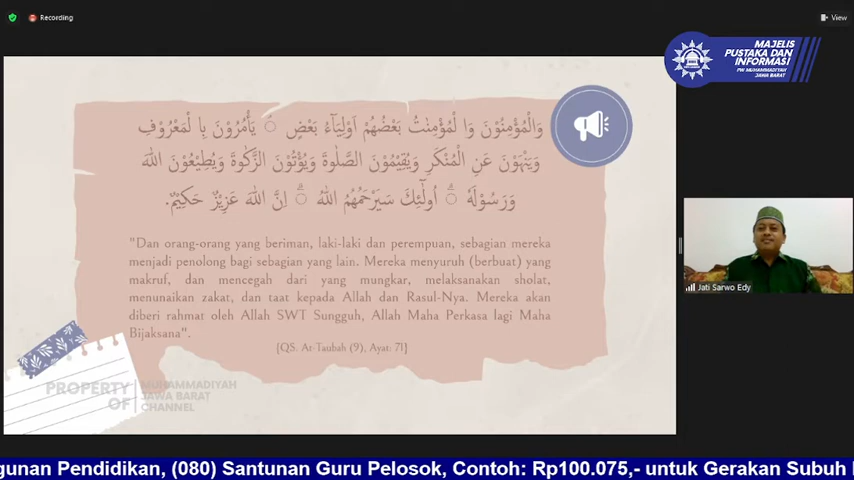 Recording
View
MAJELIS
PUSTAKA DAN
INFORMASI
PW MUHAMMADIYAH
JAWA BARAT
وَالْمُؤْمِنُوْنَ وَا لْمُؤْمِنٰتُ بَعْضُهُمْ اَوْلِيَآءُ بَعْضٍ ۘ يَأْمُرُوْنَ بِا لْمَعْرُوْفِ
وَيَنْهَوْنَ عَنِ الْمُنْكَرِ وَيُقِيْمُوْنَ الصَّلٰوةَ وَيُؤْتُوْنَ الزَّكٰوةَ وَيُطِيْعُوْنَ اللّٰهَ
وَرَسُوْلَهٗ ۗ اُولٰٓئِكَ سَيَرْحَمُهُمُ اللّٰهُ ۗ اِنَّ اللّٰهَ عَزِيْزٌ حَكِيْمٌ.
"Dan orang-orang yang beriman, laki-laki dan perempuan, sebagian mereka
menjadi penolong bagi sebagian yang lain. Mereka menyuruh (berbuat) yang
makruf, dan mencegah dari yang mungkar, melaksanakan sholat,
menunaikan zakat, dan taat kepada Allah dan Rasul-Nya. Mereka akan
diberi rahmat oleh Allah SWT Sungguh, Allah Maha Perkasa lagi Maha
Bijaksana".
[QS. At-Taubah (9), Ayat: 71]
Jati Sarwo Edy
PROPERTY
OF
MUHAMMADIYAH
JAWA BARAT
CHANNEL
gunan Pendidikan, (080) Santunan Guru Pelosok, Contoh: Rp100.075,- untuk Gerakan Subuh